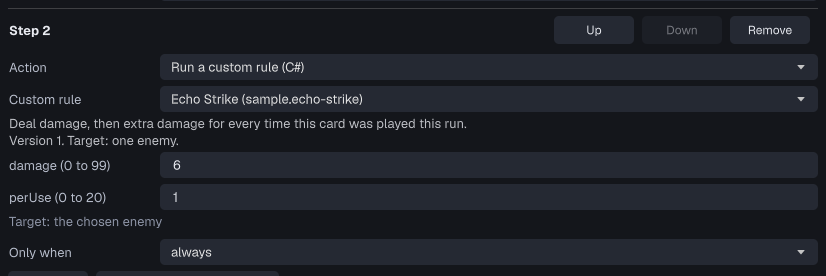 Step 2
Up
Down
Remove
Action
Run a custom rule (C#)
Custom rule
Echo Strike (sample.echo-strike)
Deal damage, then extra damage for every time this card was played this run.
Version 1. Target: one enemy.
damage (0 to 99)
6
perUse (0 to 20)
1
Target: the chosen enemy
Only when
always